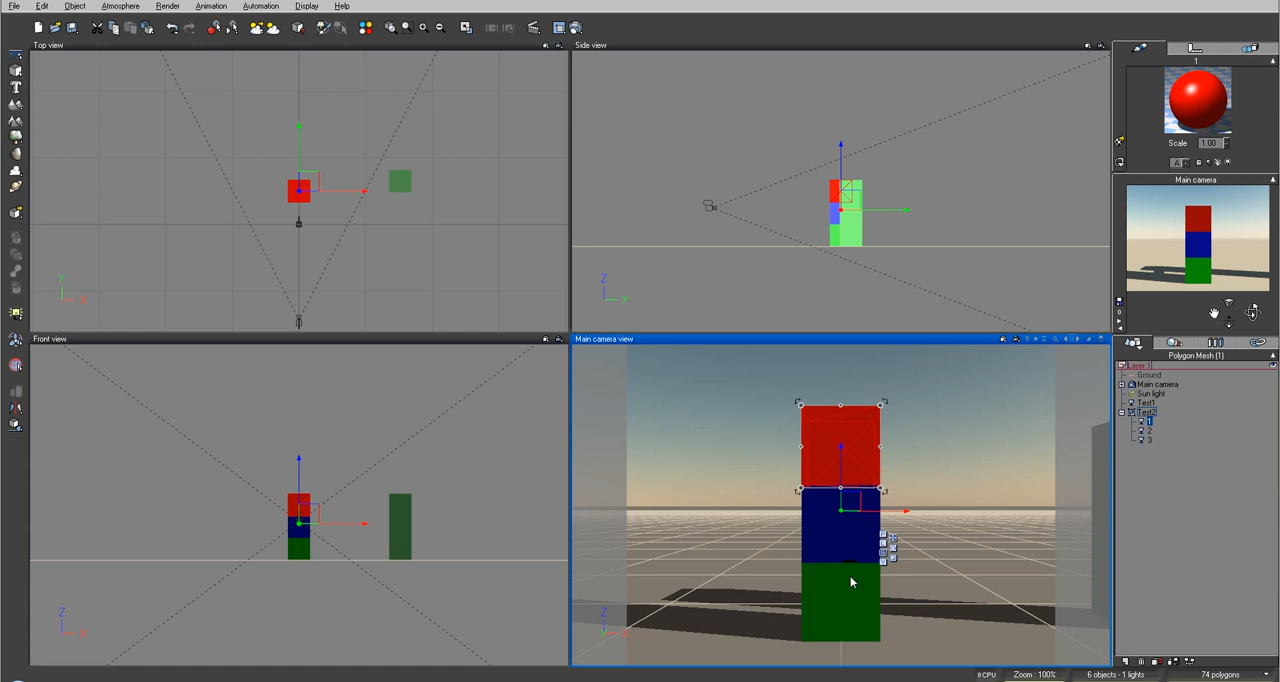 File Edit Object Atmosphere Render Animation Automation Display Help
Top view
Side view
1
Scale 1.00
Main camera
Y
X
Z
Y
Front view
Main camera view
Polygon Mesh (1)
Layer 1
Ground
Main camera
Sun light
Test1
Test2
1
2
3
Z
X
Z
X
8 CPU Zoom : 100% 6 objects - 1 lights 74 polygons